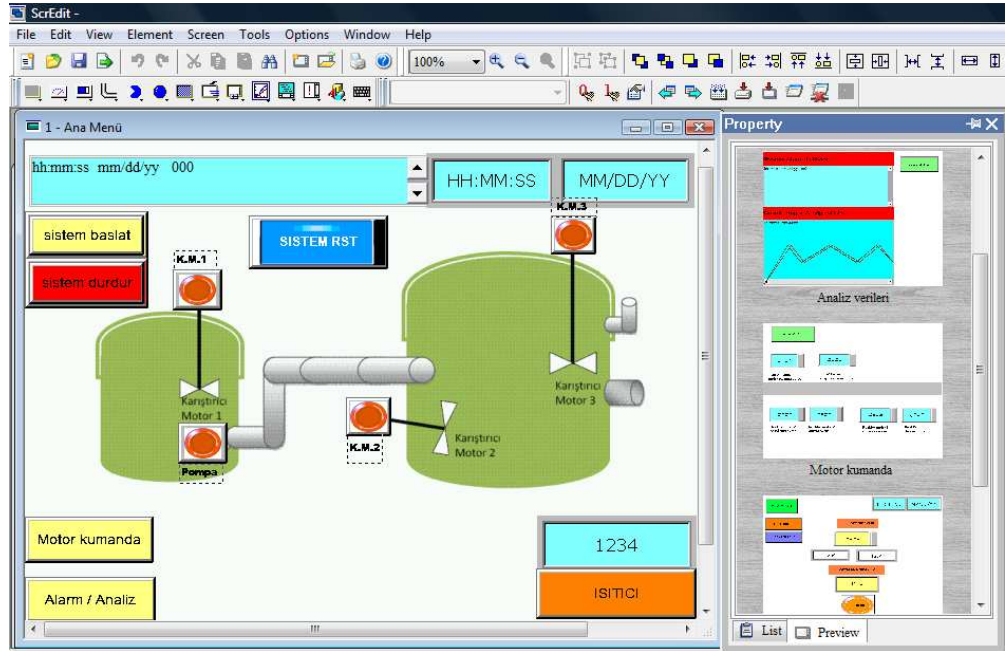 ScrEdit -
File Edit View Element Screen Tools Options Window Help
100%
1 - Ana Menü
Property
hh:mm:ss mm/dd/yy 000
HH:MM:SS
MM/DD/YY
K.M.3
sistem baslat
SISTEM RST
K.M.1
sistem durdur
Analiz verileri
Karıştırıcı
Motor 1
Karıştırıcı
Motor 3
K.M.2
Karıştırıcı
Motor 2
Pompa
Motor kumanda
Motor kumanda
1234
ISITICI
Alarm / Analiz
List
Preview